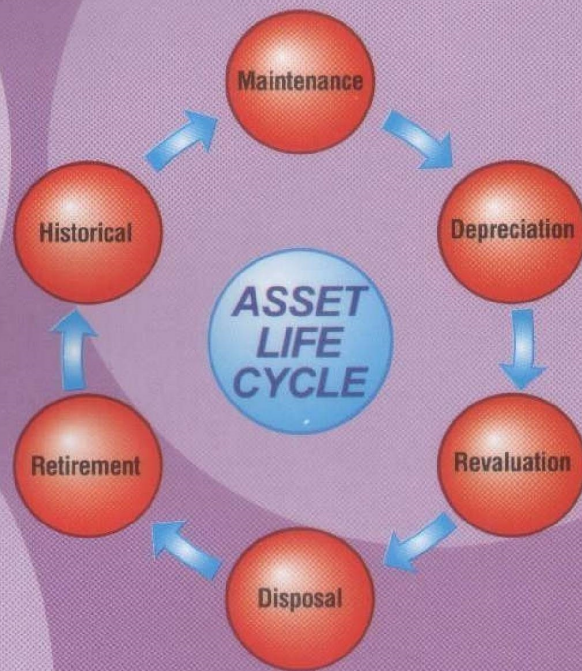 Maintenance
Depreciation
Revaluation
Disposal
Retirement
Historical
ASSET
LIFE
CYCLE